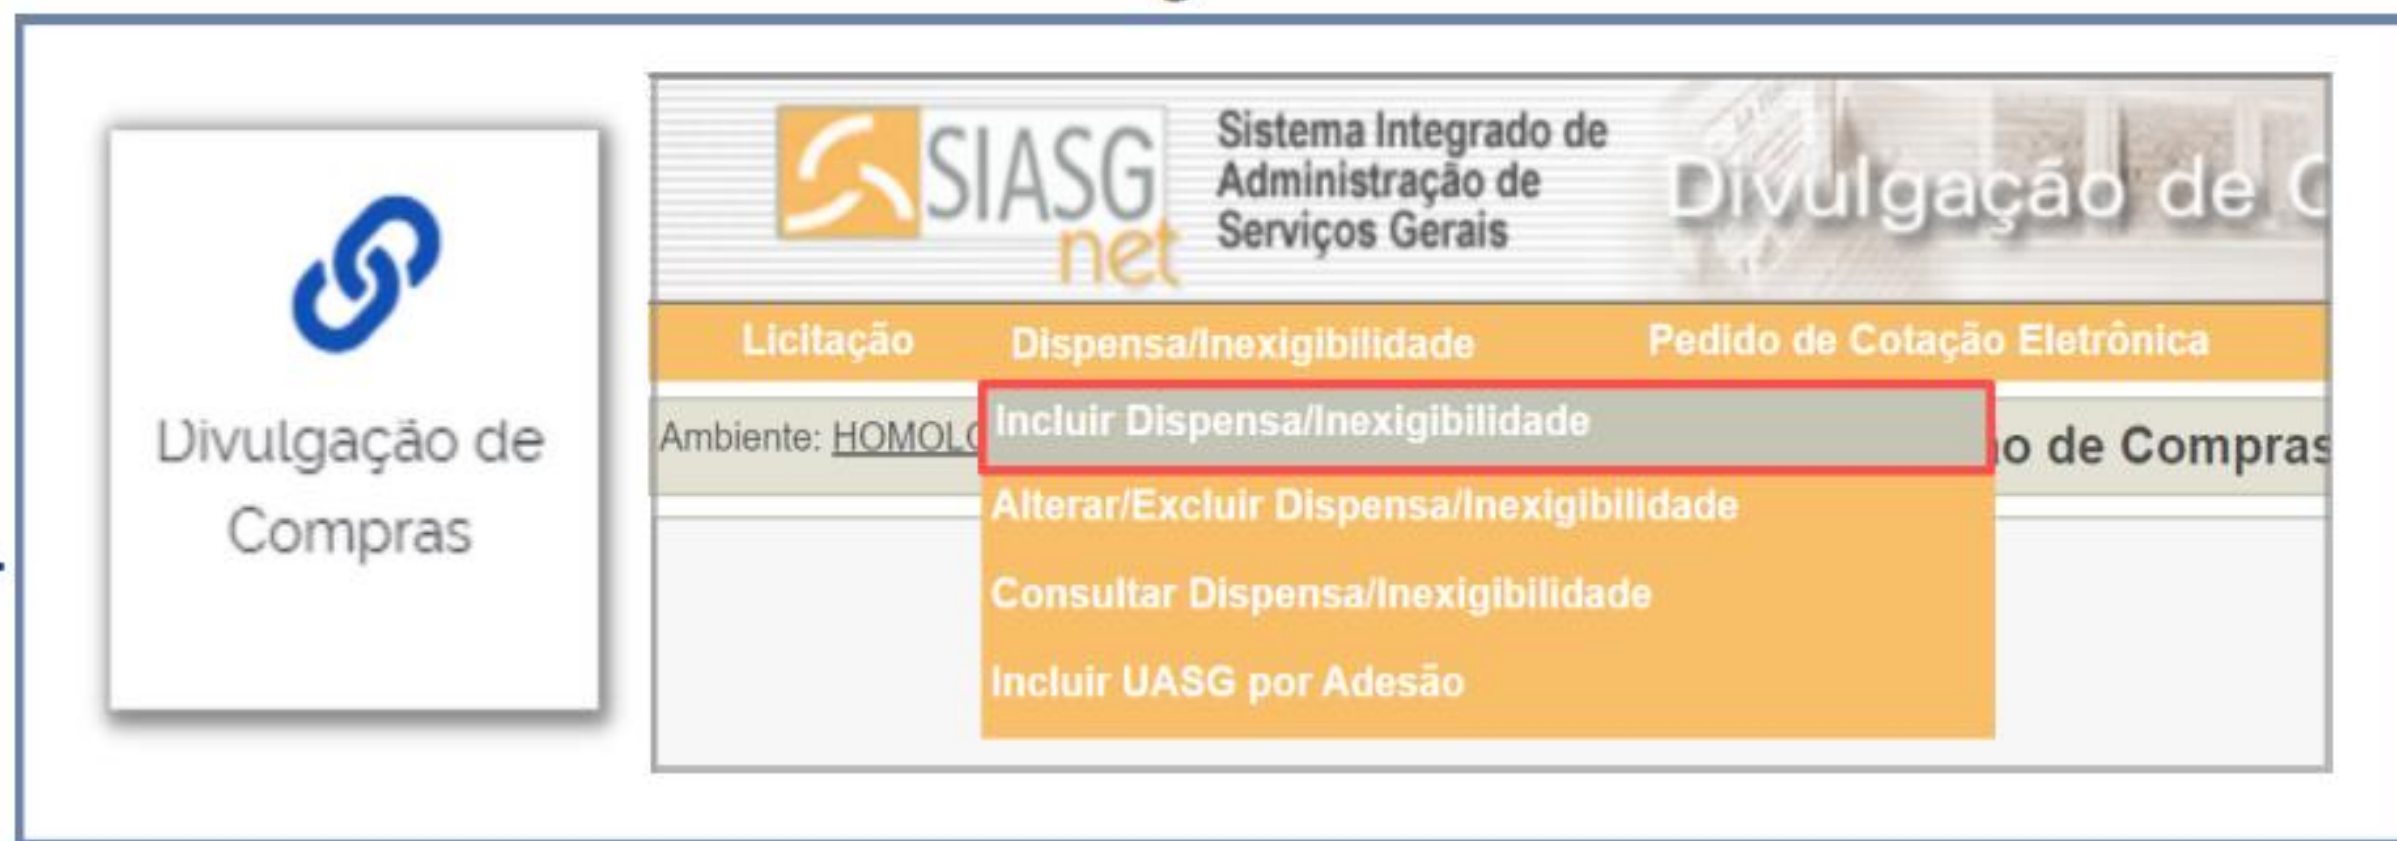 Divulgação de
Compras
SIASG
net
Sistema Integrado de
Administração de
Serviços Gerais
Divulgação de
Licitação
Dispensa/Inexigibilidade
Pedido de Cotação Eletrônica
Ambiente:
Incluir Dispensa/Inexigibilidade
de Compras
Alterar/Excluir Dispensa/Inexigibilidade
Consultar Dispensa/Inexigibilidade
Incluir UASG por Adesão